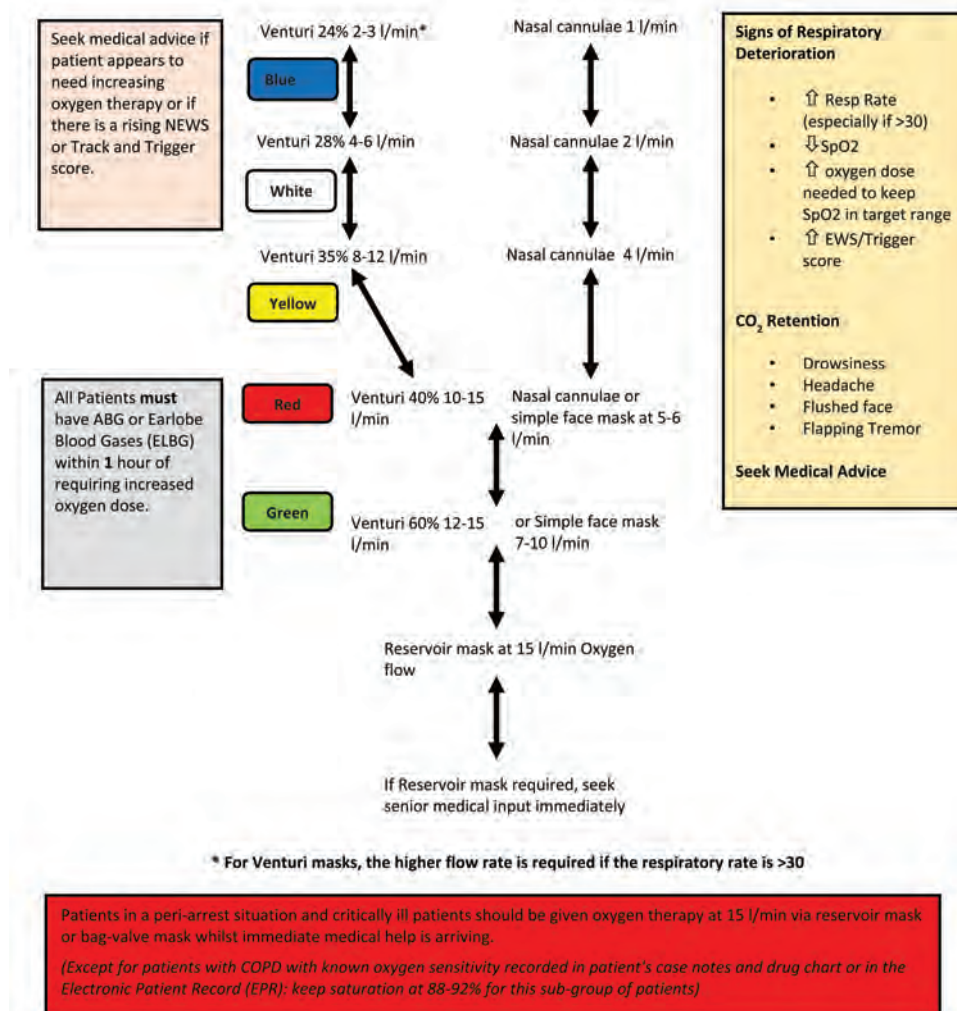 Seek medical advice if
patient appears to
need increasing
oxygen therapy or if
there is a rising NEWS
or Track and Trigger
score.
Venturi 24% 2-3 l/min*
Blue
Venturi 28% 4-6 l/min
White
Venturi 35% 8-12 l/min
Yellow
Nasal cannulae 1 l/min
Nasal cannulae 2 l/min
Nasal cannulae  4 l/min
Signs of Respiratory
Deterioration
• ⇧ Resp Rate
(especially if >30)
• ⇩SpO2
• ⇧ oxygen dose
needed to keep
SpO2 in target range
• ⇧ EWS/Trigger
score
CO₂ Retention
• Drowsiness
• Headache
• Flushed face
• Flapping Tremor
Seek Medical Advice
All Patients must
have ABG or Earlobe
Blood Gases (ELBG)
within 1 hour of
requiring increased
oxygen dose.
Red
Venturi 40% 10-15
l/min
Nasal cannulae or
simple face mask at 5-6
l/min
Green
Venturi 60% 12-15
l/min
or Simple face mask
7-10 l/min
Reservoir mask at 15 l/min Oxygen
flow
If Reservoir mask required, seek
senior medical input immediately
* For Venturi masks, the higher flow rate is required if the respiratory rate is >30
Patients in a peri-arrest situation and critically ill patients should be given oxygen therapy at 15 l/min via reservoir mask
or bag-valve mask whilst immediate medical help is arriving.
(Except for patients with COPD with known oxygen sensitivity recorded in patient's case notes and drug chart or in the
Electronic Patient Record (EPR): keep saturation at 88-92% for this sub-group of patients)